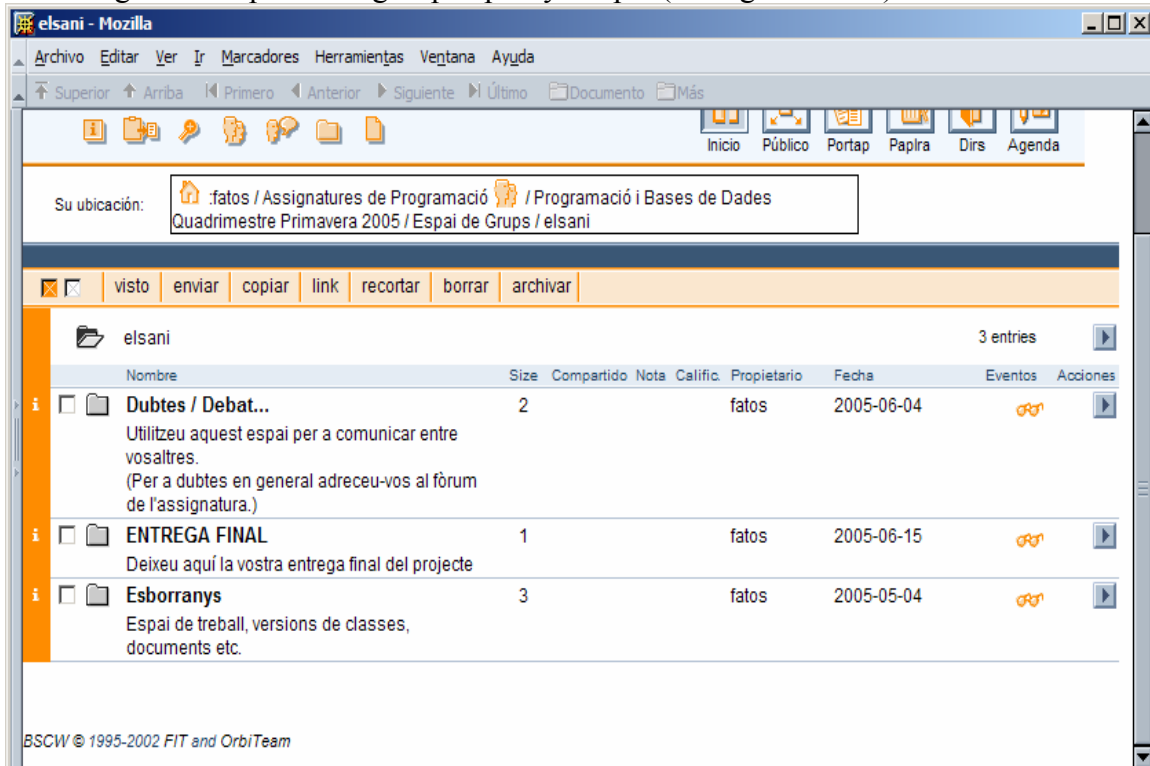 elsani - Mozilla
Archivo Editar Ver Ir Marcadores Herramientas Ventana Ayuda
Superior Arriba Primero Anterior Siguiente Último Documento Más
Inicio Público Portap Paplra Dirs Agenda
Su ubicación: :fatos / Assignatures de Programació / Programació i Bases de Dades
Quadrimestre Primavera 2005 / Espai de Grups / elsani
visto enviar copiar link recortar borrar archivar
elsani 3 entries
Nombre Size Compartido Nota Calific. Propietario Fecha Eventos Acciones
Dubtes / Debat... 2 fatos 2005-06-04
Utilitzeu aquest espai per a comunicar entre
vosaltres.
(Per a dubtes en general adreceu-vos al fòrum
de l'assignatura.)
ENTREGA FINAL 1 fatos 2005-06-15
Deixeu aquí la vostra entrega final del projecte
Esborranys 3 fatos 2005-05-04
Espai de treball, versions de classes,
documents etc.
BSCW © 1995-2002 FIT and OrbiTeam